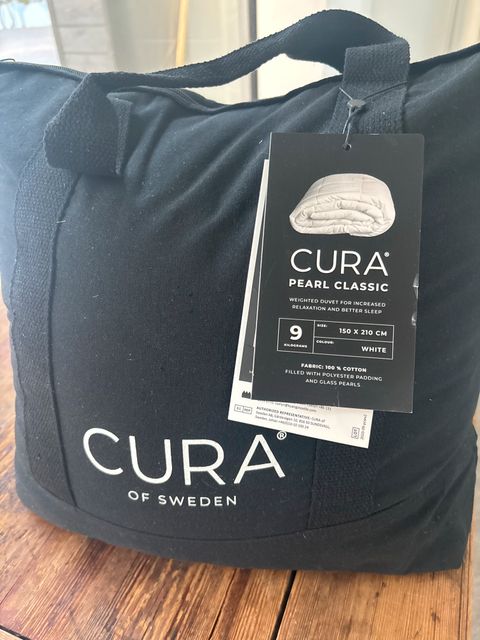 CURA®
PEARL CLASSIC
WEIGHTED DUVET FOR INCREASED
RELAXATION AND BETTER SLEEP
9
KILOGRAMS
SIZE:
150 X 210 CM
COLOUR:
WHITE
FABRIC: 100 % COTTON
FILLED WITH POLYESTER PADDING
AND GLASS PEARLS
AUTHORIZED REPRESENTATIVE:
CURA®
OF SWEDEN